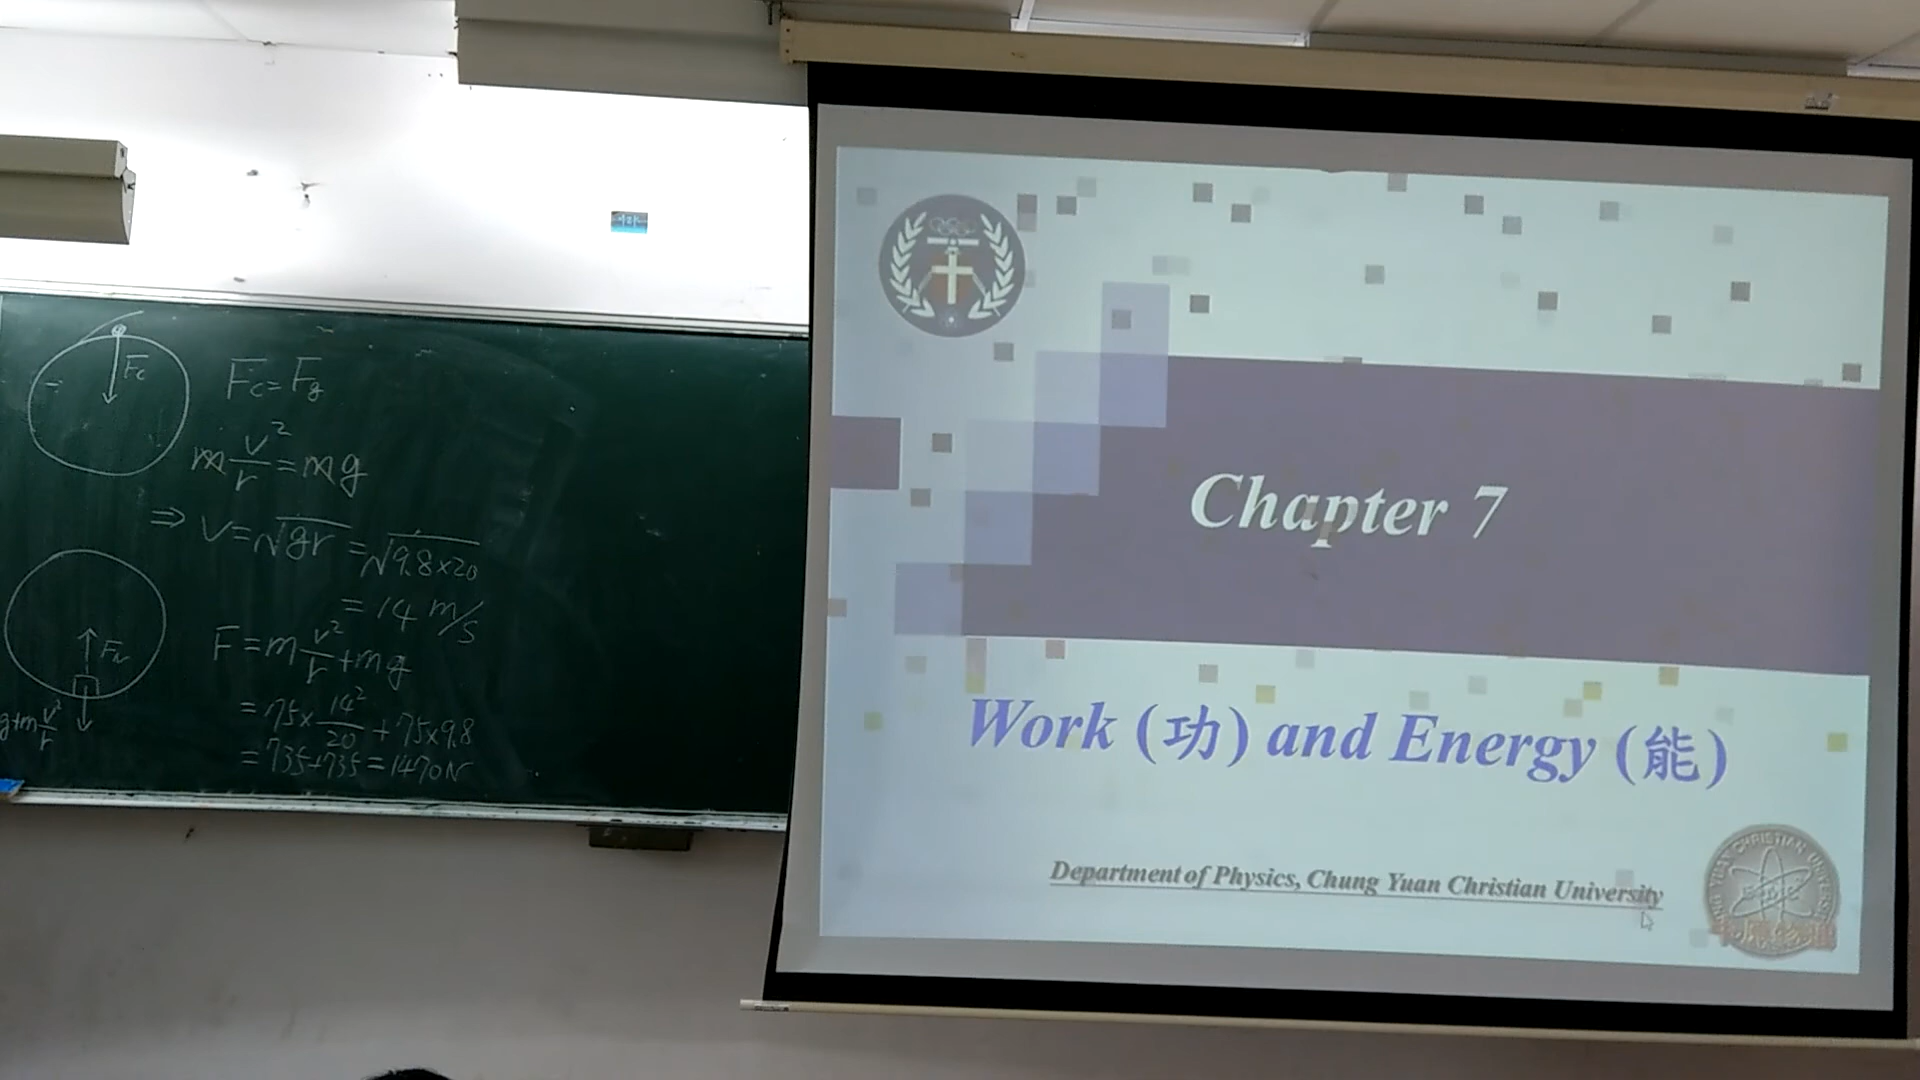 Fc
Fc=Fg
m v²/r = mg
⇒ v=√gr = √9.8×20
= 14 m/s
FN
F=m v²/r +mg
g+m v²/r
= 75× 14²/20 + 75×9.8
= 735+735 = 1470N
Chapter 7
Work (功) and Energy (能)
Department of Physics, Chung Yuan Christian University